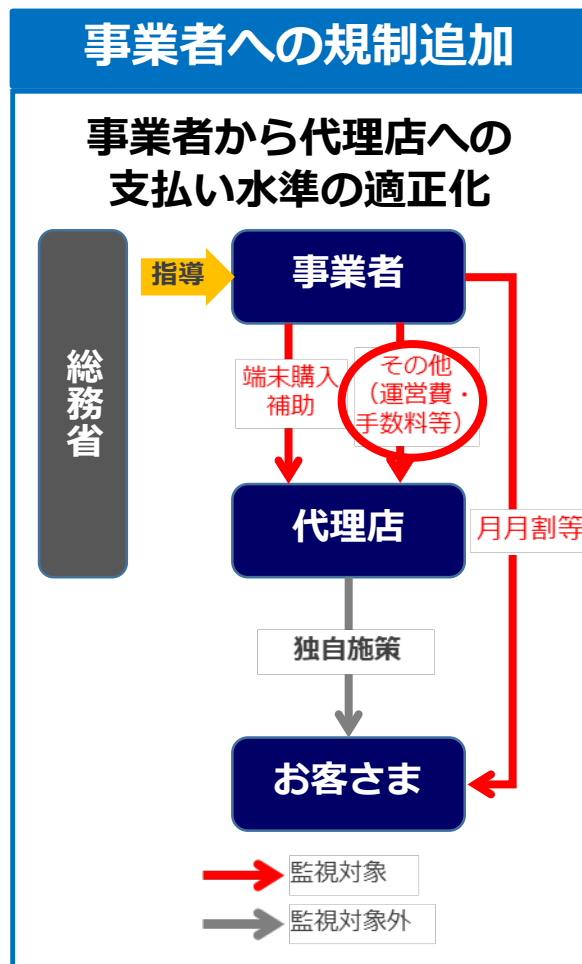 事業者への規制追加
事業者から代理店への
支払い水準の適正化
総務省
指導
事業者
端末購入
補助
その他
（運営費・
手数料等）
代理店
月月割等
独自施策
お客さま
監視対象
監視対象外